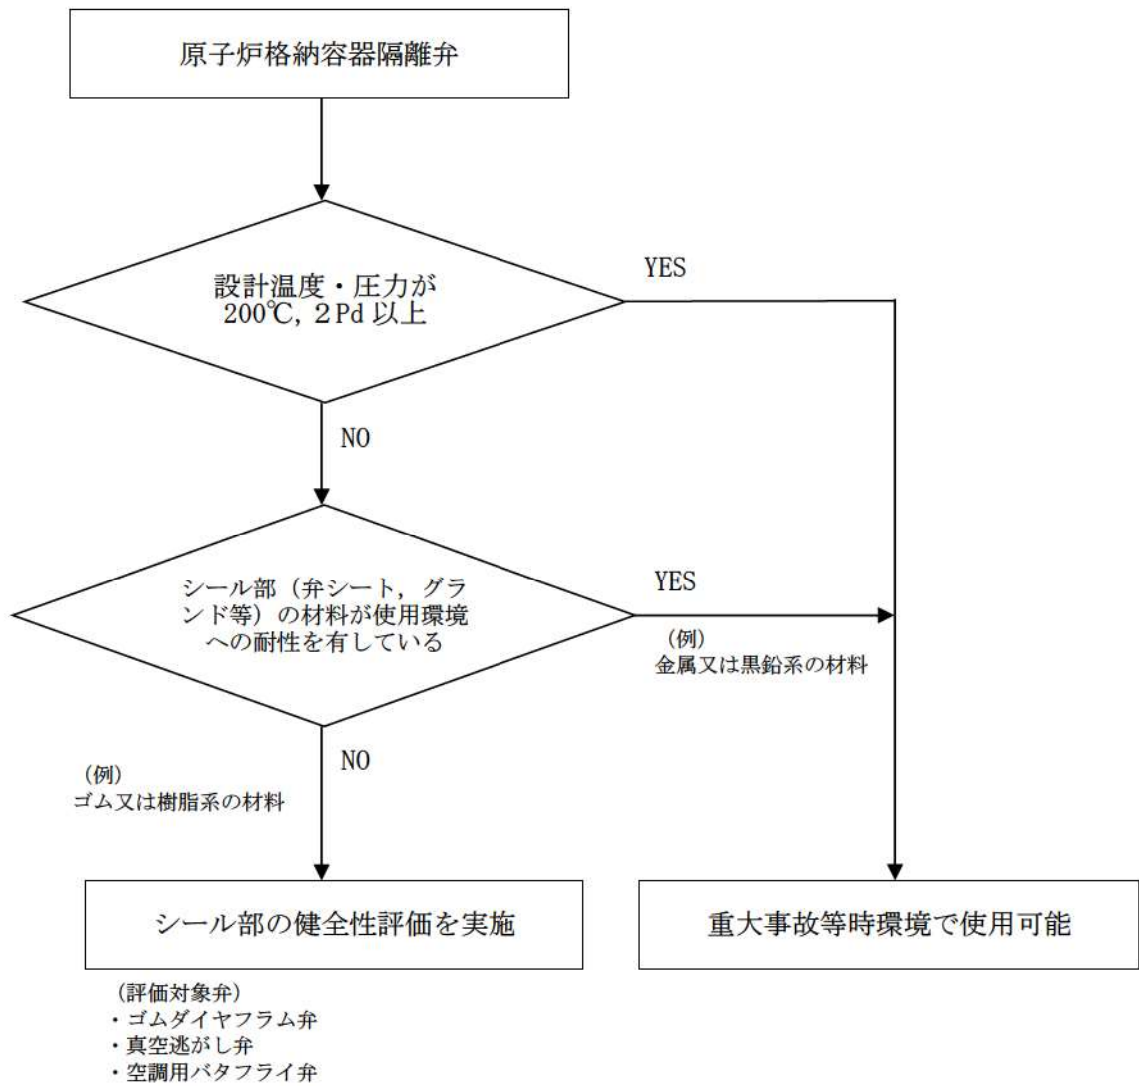 原子炉格納容器隔離弁
設計温度・圧力が
200℃, 2Pd 以上
YES
NO
シール部（弁シート, グラ
ンド等）の材料が使用環境
への耐性を有している
YES
（例）
金属又は黒鉛系の材料
NO
（例）
ゴム又は樹脂系の材料
シール部の健全性評価を実施
重大事故等時環境で使用可能
（評価対象弁）
・ゴムダイヤフラム弁
・真空逃がし弁
・空調用バタフライ弁